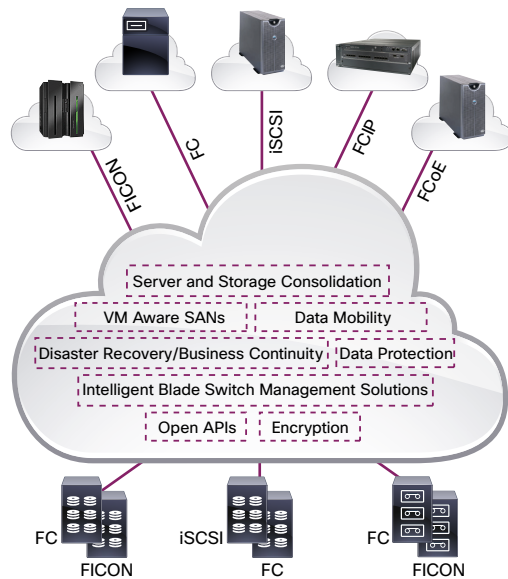 FICON
FC
iSCSI
FCIP
FCoE
Server and Storage Consolidation
VM Aware SANs
Data Mobility
Disaster Recovery/Business Continuity
Data Protection
Intelligent Blade Switch Management Solutions
Open APIs
Encryption
FC
FICON
iSCSI
FC
FC
FICON